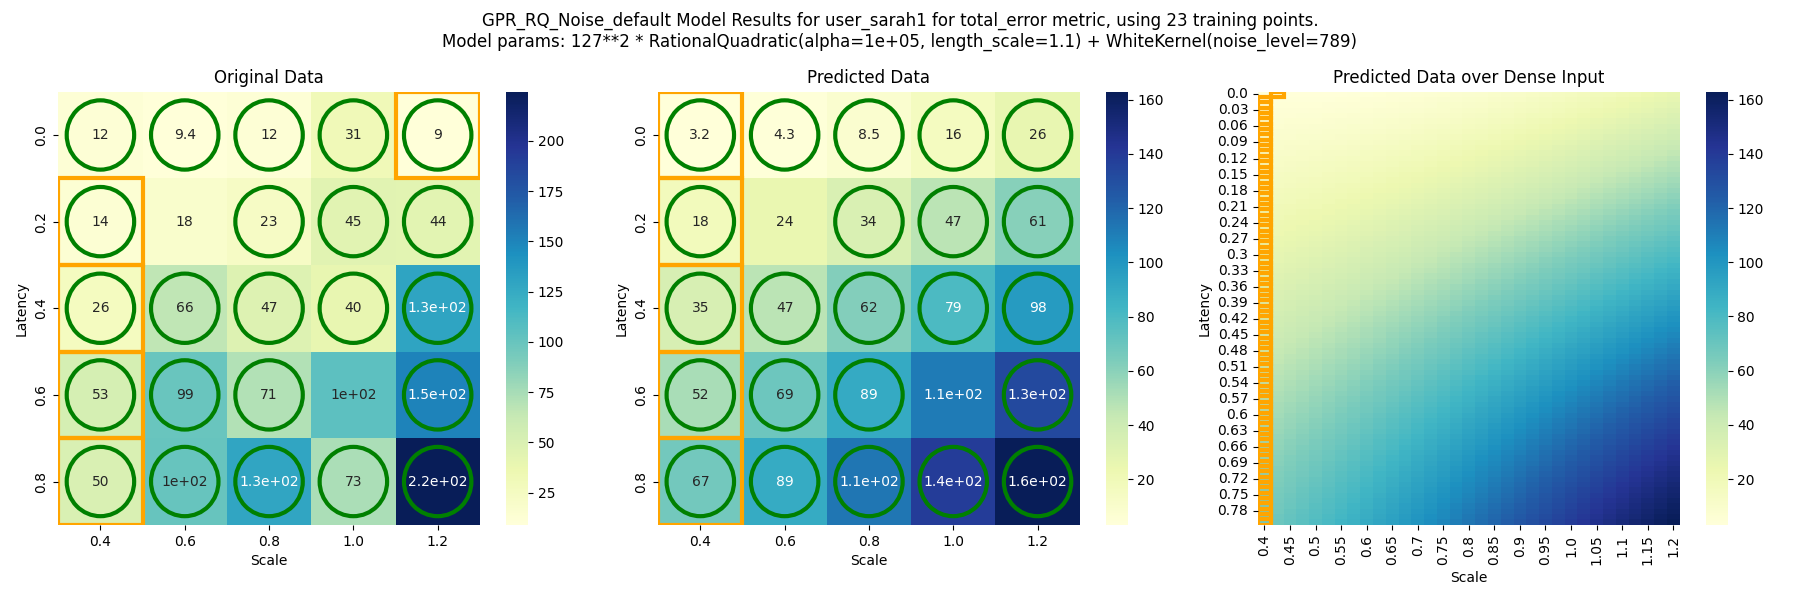 GPR_RQ_Noise_default Model Results for user_sarah1 for total_error metric, using 23 training points.
Model params: 127**2 * RationalQuadratic(alpha=1e+05, length_scale=1.1) + WhiteKernel(noise_level=789)
Original Data
Latency
0.0 12 9.4 12 31 9
0.2 14 18 23 45 44
0.4 26 66 47 40 1.3e+02
0.6 53 99 71 1e+02 1.5e+02
0.8 50 1e+02 1.3e+02 73 2.2e+02
0.4 0.6 0.8 1.0 1.2
Scale
200
175
150
125
100
75
50
25
Predicted Data
Latency
0.0 3.2 4.3 8.5 16 26
0.2 18 24 34 47 61
0.4 35 47 62 79 98
0.6 52 69 89 1.1e+02 1.3e+02
0.8 67 89 1.1e+02 1.4e+02 1.6e+02
0.4 0.6 0.8 1.0 1.2
Scale
160
140
120
100
80
60
40
20
Predicted Data over Dense Input
Latency
0.0
0.03
0.06
0.09
0.12
0.15
0.18
0.21
0.24
0.27
0.3
0.33
0.36
0.39
0.42
0.45
0.48
0.51
0.54
0.57
0.6
0.63
0.66
0.69
0.72
0.75
0.78
0.4 0.45 0.5 0.55 0.6 0.65 0.7 0.75 0.8 0.85 0.9 0.95 1.0 1.05 1.1 1.15 1.2
Scale
160
140
120
100
80
60
40
20